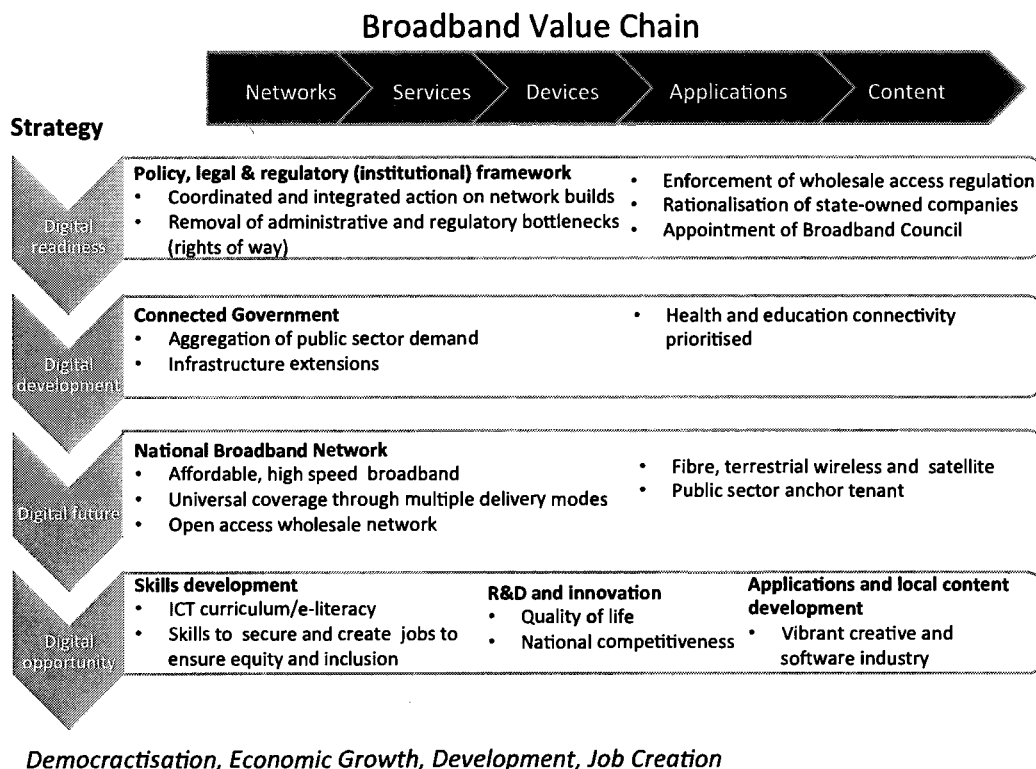 Broadband Value Chain
Networks
Services
Devices
Applications
Content
Strategy
Digital
readiness
Policy, legal & regulatory (institutional) framework
• Coordinated and integrated action on network builds
• Removal of administrative and regulatory bottlenecks
(rights of way)
• Enforcement of wholesale access regulation
• Rationalisation of state-owned companies
• Appointment of Broadband Council
Digital
development
Connected Government
• Aggregation of public sector demand
• Infrastructure extensions
• Health and education connectivity
prioritised
Digital future
National Broadband Network
• Affordable, high speed broadband
• Universal coverage through multiple delivery modes
• Open access wholesale network
• Fibre, terrestrial wireless and satellite
• Public sector anchor tenant
Digital
opportunity
Skills development
• ICT curriculum/e-literacy
• Skills to secure and create jobs to
ensure equity and inclusion
R&D and innovation
• Quality of life
• National competitiveness
Applications and local content
development
• Vibrant creative and
software industry
Democractisation, Economic Growth, Development, Job Creation